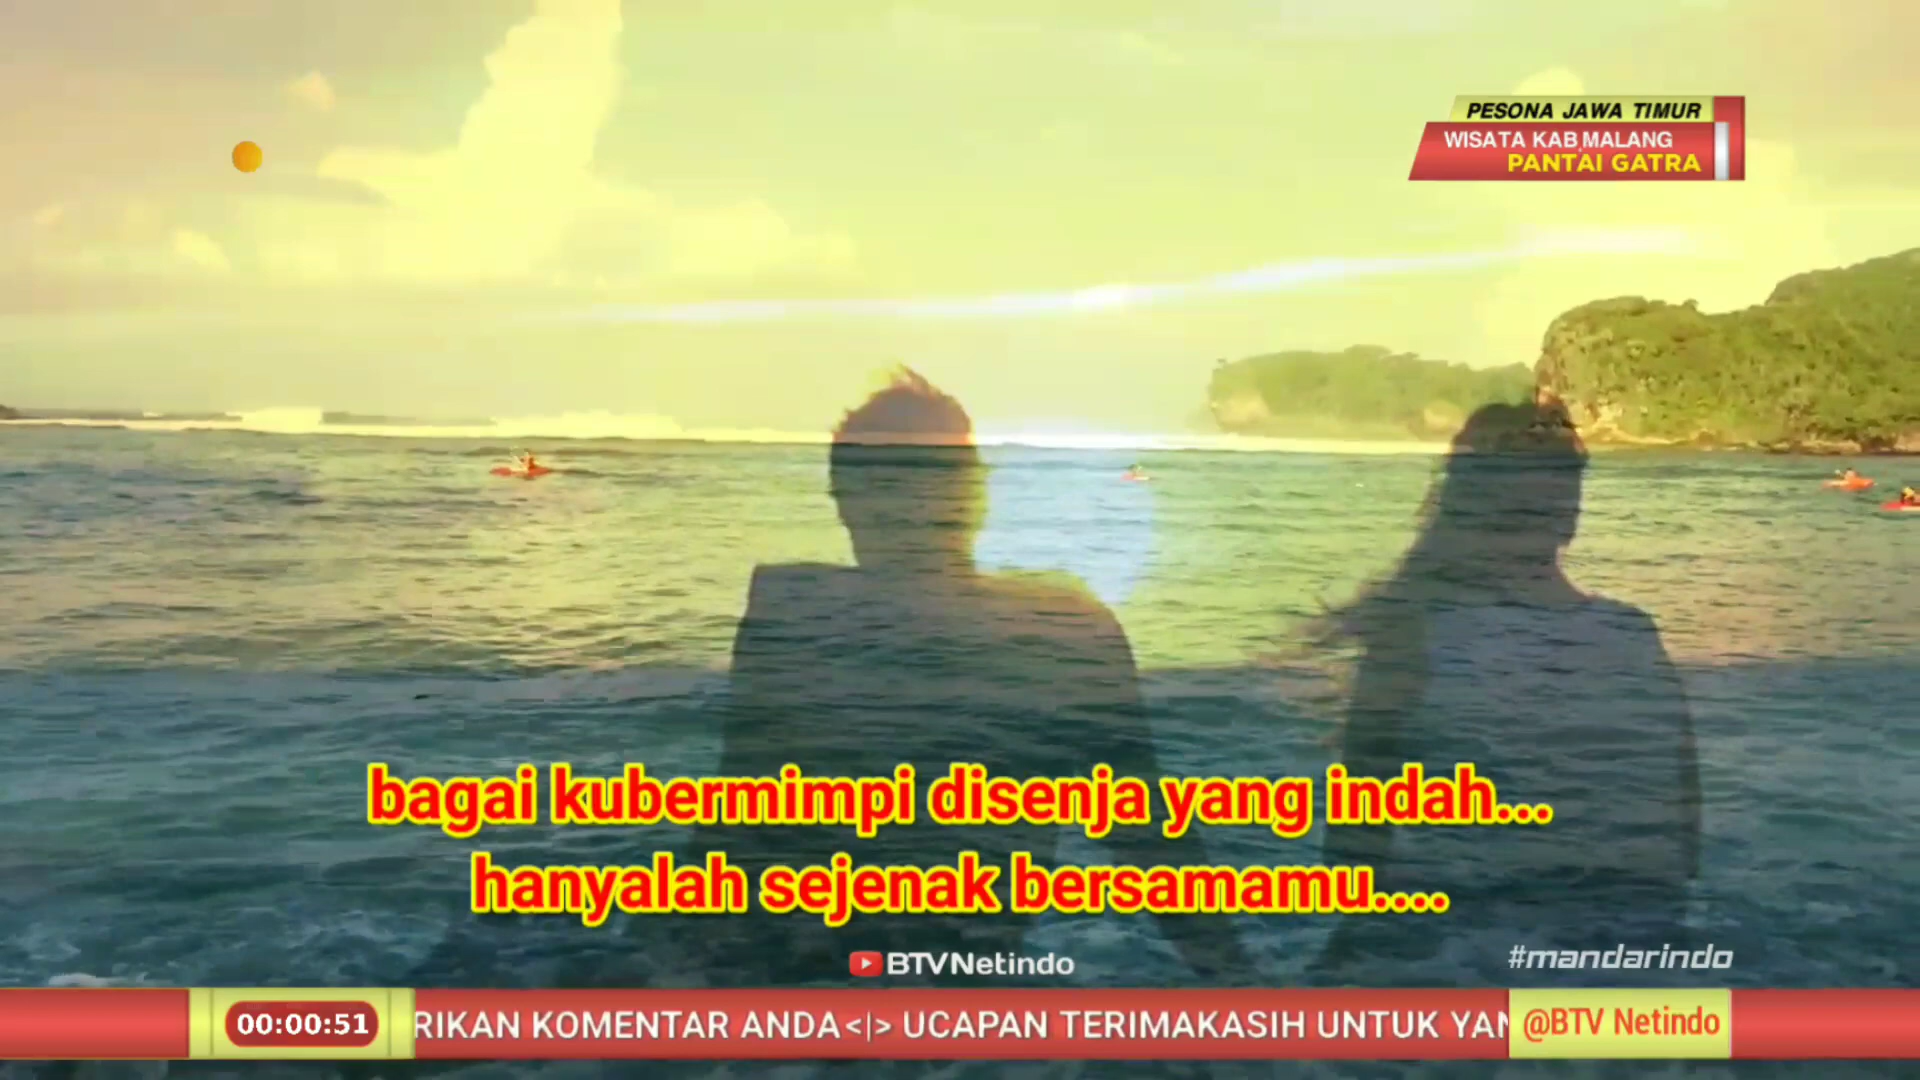 PESONA JAWA TIMUR
WISATA KAB,MALANG
PANTAI GATRA
bagai kubermimpi disenja yang indah...
hanyalah sejenak bersamamu....
BTVNetindo
#mandarindo
00:00:51
RIKAN KOMENTAR ANDA<|> UCAPAN TERIMAKASIH UNTUK YAN
@BTV Netindo